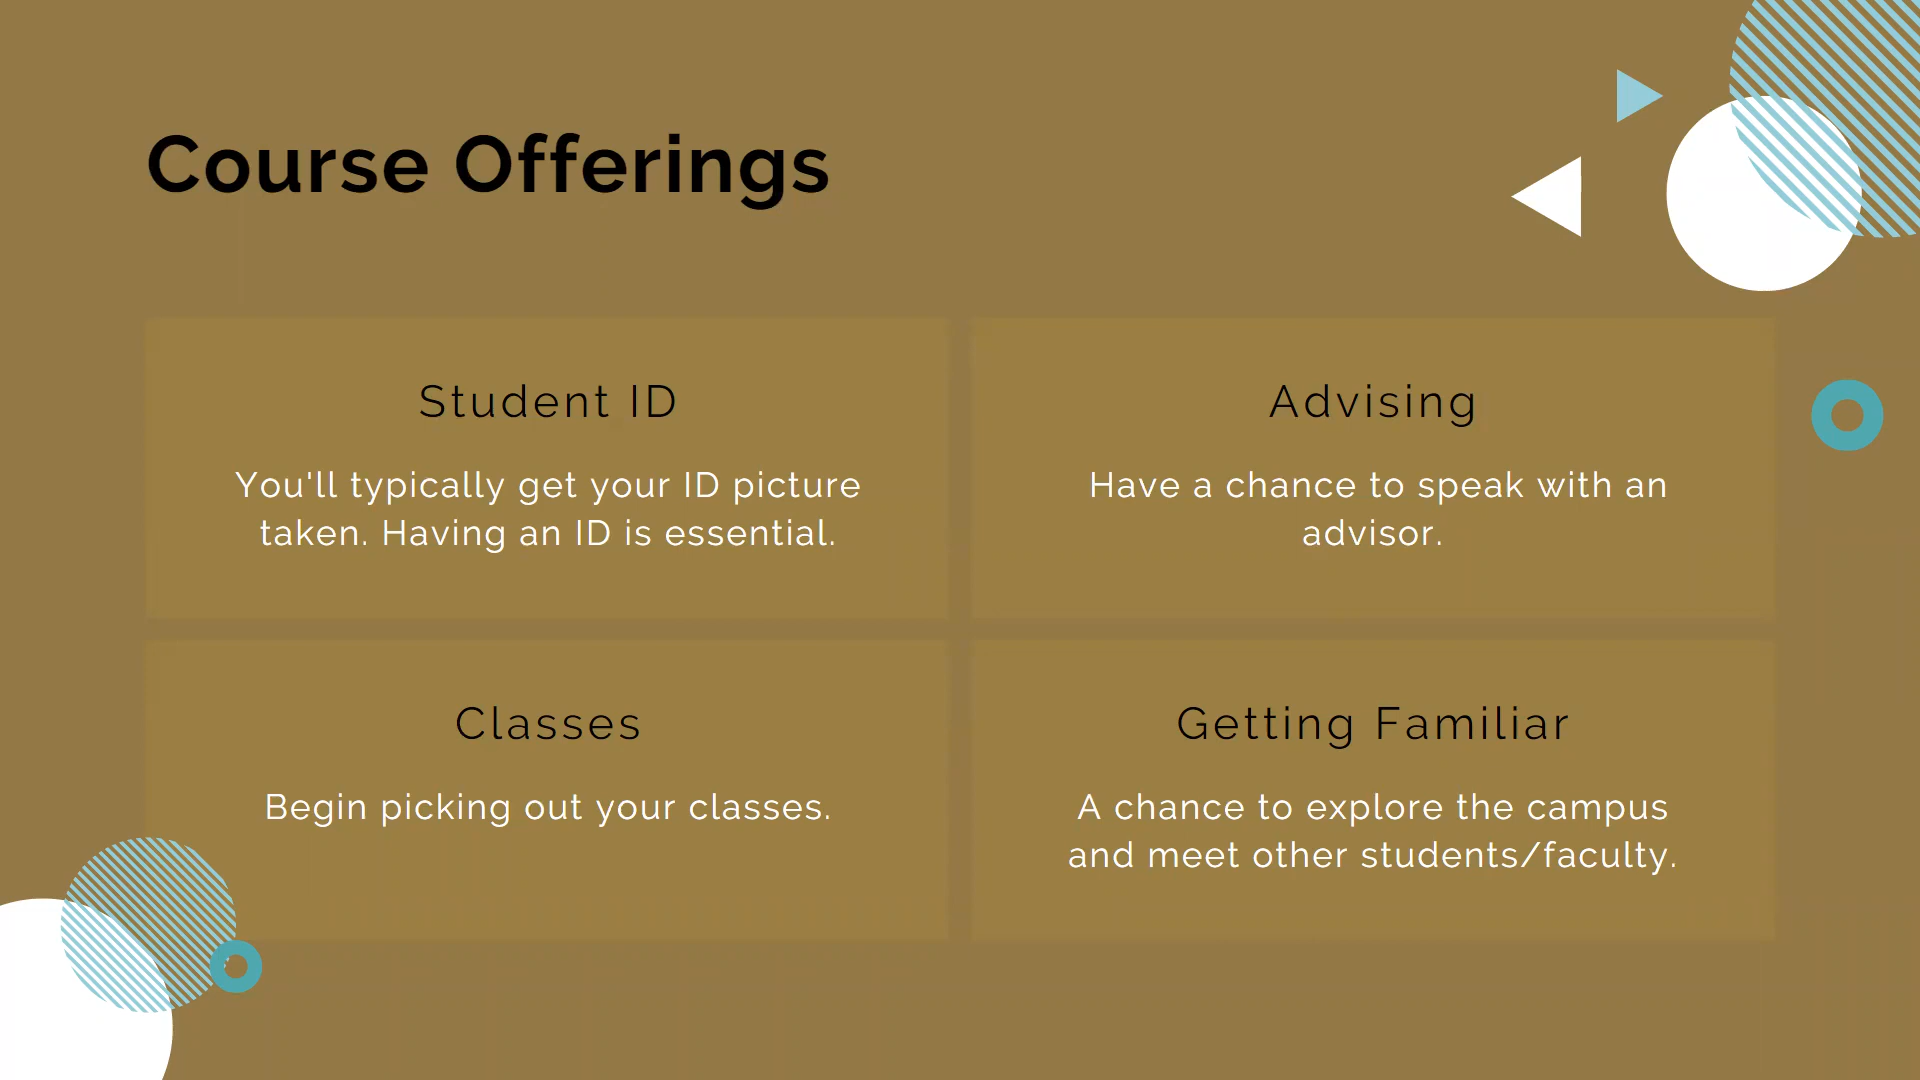 Course Offerings
Student ID
You'll typically get your ID picture
taken. Having an ID is essential.
Advising
Have a chance to speak with an
advisor.
Classes
Begin picking out your classes.
Getting Familiar
A chance to explore the campus
and meet other students/faculty.